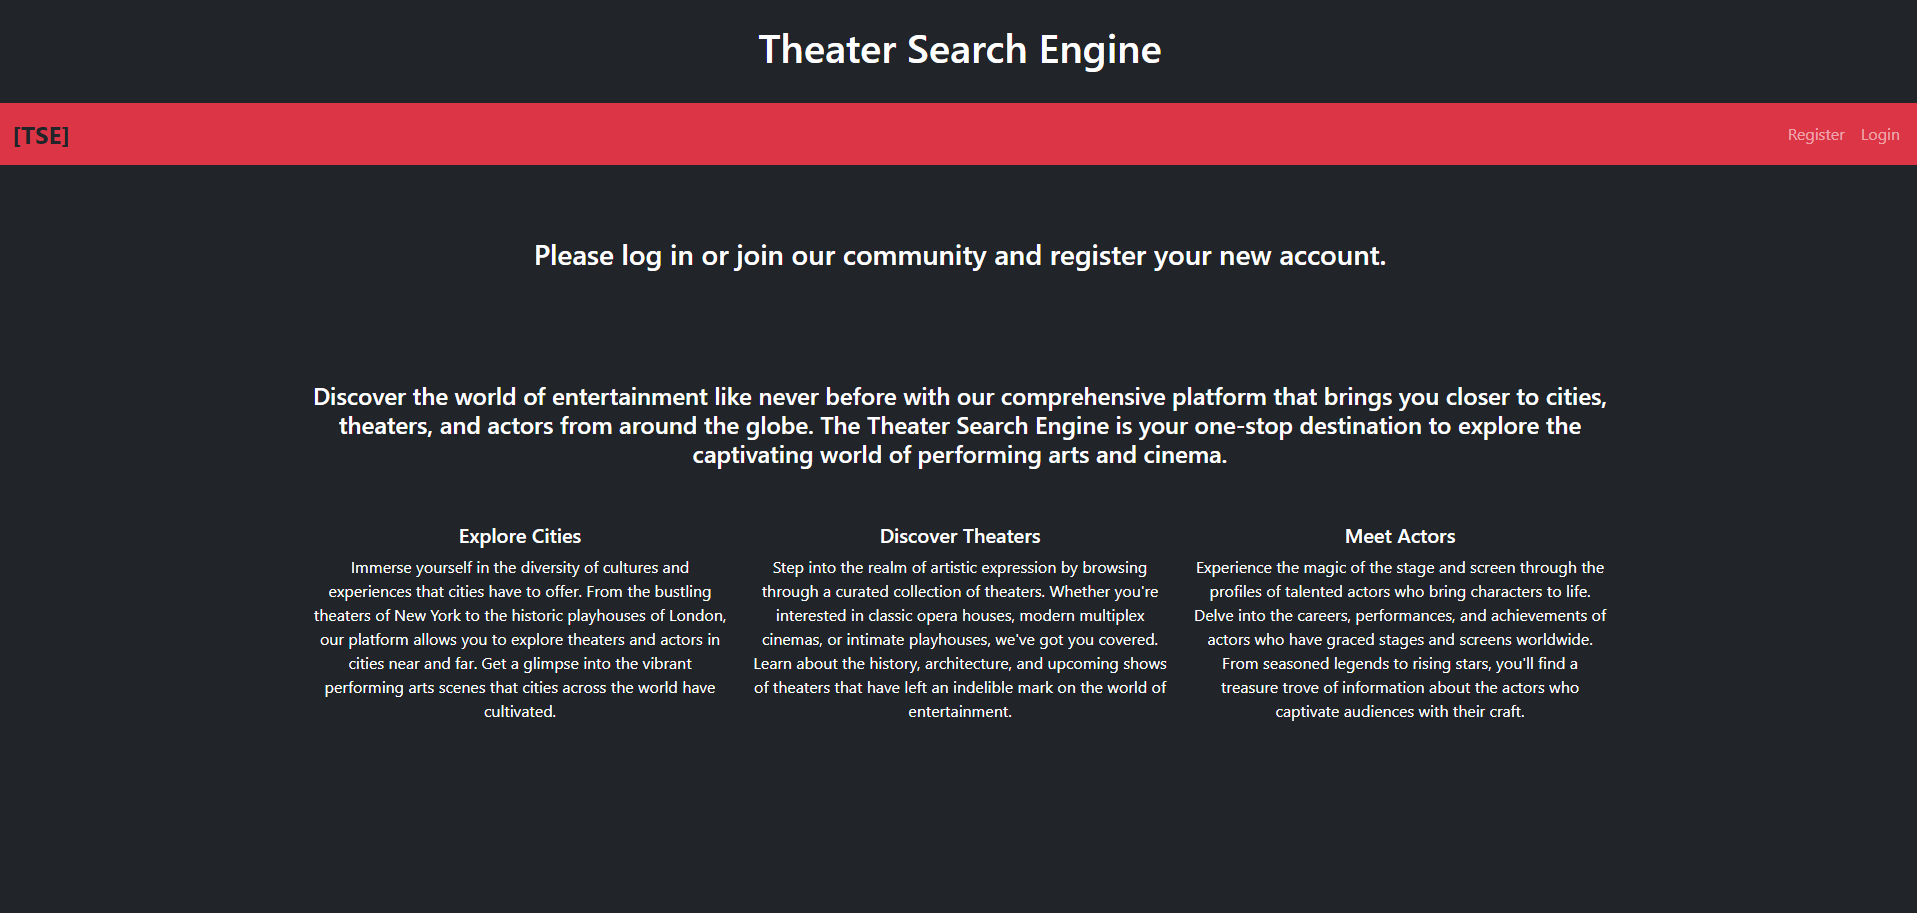 Theater Search Engine
[TSE]
Register
Login
Please log in or join our community and register your new account.
Discover the world of entertainment like never before with our comprehensive platform that brings you closer to cities,
theaters, and actors from around the globe. The Theater Search Engine is your one-stop destination to explore the
captivating world of performing arts and cinema.
Explore Cities
Immerse yourself in the diversity of cultures and
experiences that cities have to offer. From the bustling
theaters of New York to the historic playhouses of London,
our platform allows you to explore theaters and actors in
cities near and far. Get a glimpse into the vibrant
performing arts scenes that cities across the world have
cultivated.
Discover Theaters
Step into the realm of artistic expression by browsing
through a curated collection of theaters. Whether you're
interested in classic opera houses, modern multiplex
cinemas, or intimate playhouses, we've got you covered.
Learn about the history, architecture, and upcoming shows
of theaters that have left an indelible mark on the world of
entertainment.
Meet Actors
Experience the magic of the stage and screen through the
profiles of talented actors who bring characters to life.
Delve into the careers, performances, and achievements of
actors who have graced stages and screens worldwide.
From seasoned legends to rising stars, you'll find a
treasure trove of information about the actors who
captivate audiences with their craft.